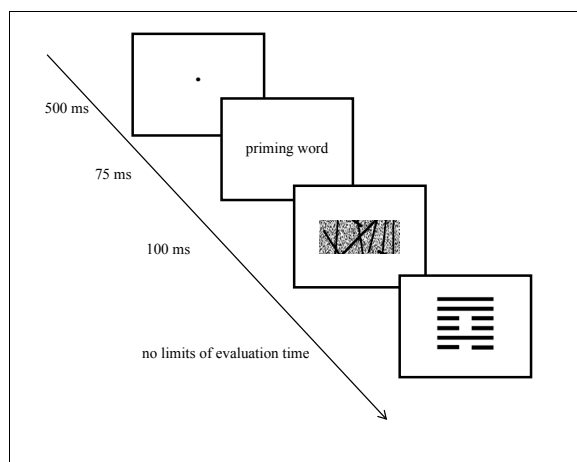 500 ms
priming word
75 ms
100 ms
no limits of evaluation time